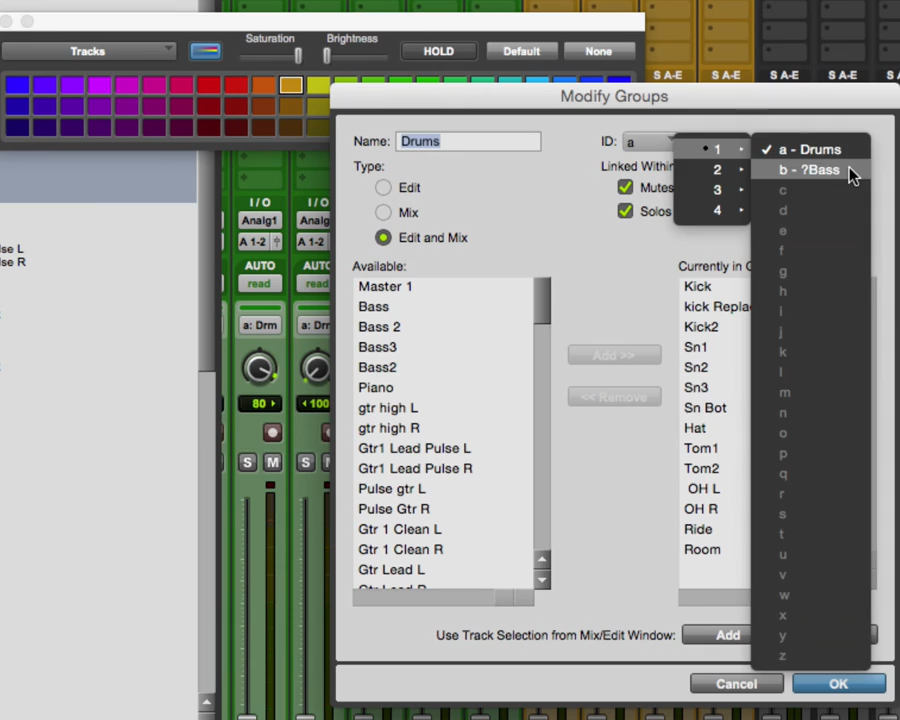 Tracks
Saturation
Brightness
HOLD
Default
None
S A-E
S A-E
S A-E
S A-E
Modify Groups
Name: Drums
ID: a
Type:
Edit
Mix
Edit and Mix
Linked Within
Mutes
Solos
1
2
3
4
a - Drums
b - ?Bass
c
d
e
f
g
h
i
j
k
l
m
n
o
p
q
r
s
t
u
v
w
x
y
z
Available:
Master 1
Bass
Bass 2
Bass3
Bass2
Piano
gtr high L
gtr high R
Gtr1 Lead Pulse L
Gtr1 Lead Pulse R
Pulse gtr L
Pulse Gtr R
Gtr 1 Clean L
Gtr 1 Clean R
Gtr Lead L
Gtr Lead R
Add >>
<< Remove
Currently in G
Kick
kick Repla
Kick2
Sn1
Sn2
Sn3
Sn Bot
Hat
Tom1
Tom2
OH L
OH R
Ride
Room
Use Track Selection from Mix/Edit Window:
Add
Cancel
OK
lse L
lse R
I/O
Analg1
A 1-2
AUTO
read
a: Drm
80
S M
I/O
Analg1
A 1-2
AUTO
read
a: Drm
100
S